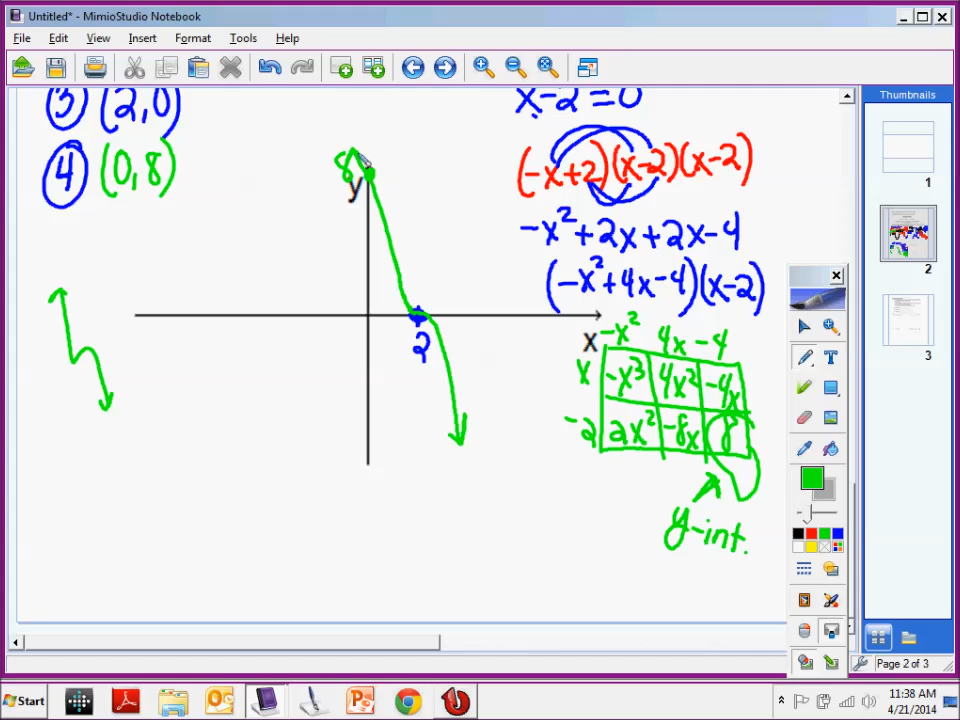 Untitled* - MimioStudio Notebook
File Edit View Insert Format Tools Help
Thumbnails
1
2
3
③ (2,0)
④ (0,8)
x-2=0
(-x+2)(x-2)(x-2)
-x²+2x+2x-4
(-x²+4x-4)(x-2)
8
y
x
2
-x² 4x -4
x -x³ 4x² -4x
-2 2x² -8x 8
y-int.
T
Page 2 of 3
Start
11:38 AM
4/21/2014